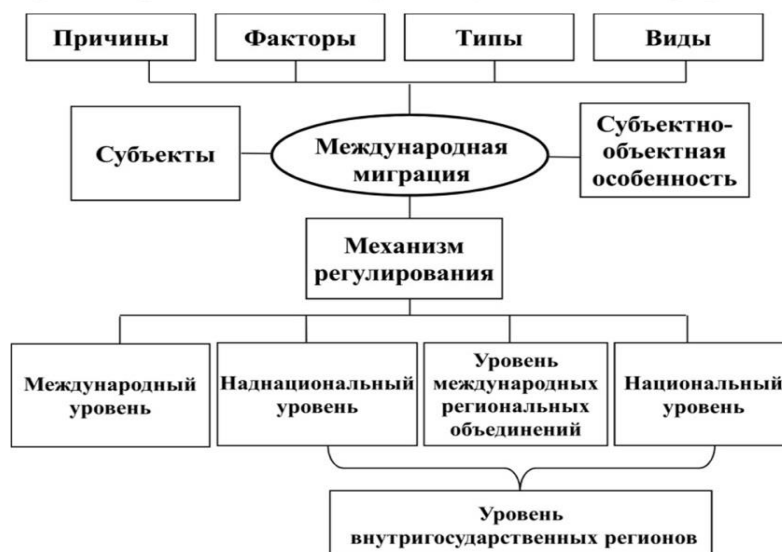 Причины
Факторы
Типы
Виды
Субъекты
Международная
миграция
Субъектно-
объектная
особенность
Механизм
регулирования
Международный
уровень
Наднациональный
уровень
Уровень
международных
региональных
объединений
Национальный
уровень
Уровень
внутригосударственных регионов